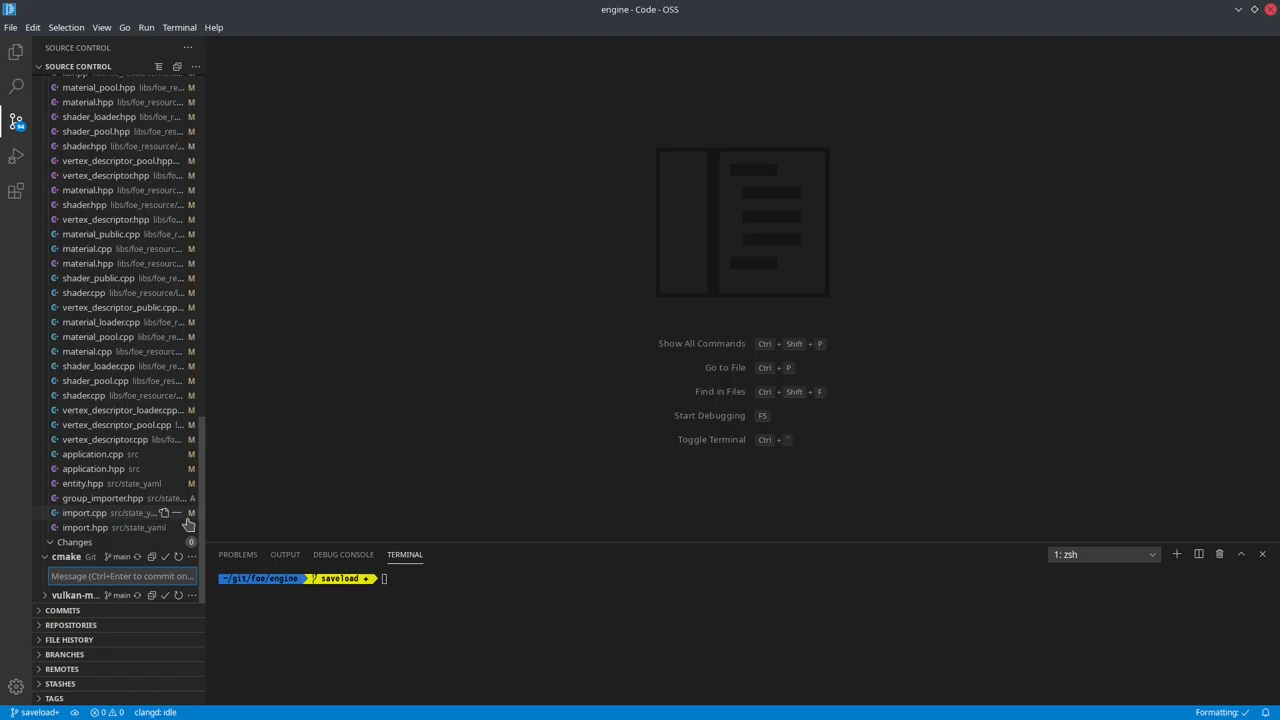 engine - Code - OSS
File Edit Selection View Go Run Terminal Help
SOURCE CONTROL ...
SOURCE CONTROL ...
material_pool.hpp libs/foe_re... M
material.hpp libs/foe_resourc... M
shader_loader.hpp libs/foe_r... M
shader_pool.hpp libs/foe_res... M
shader.hpp libs/foe_resource/... M
vertex_descriptor_pool.hpp... M
vertex_descriptor.hpp libs/fo... M
material.hpp libs/foe_resourc... M
shader.hpp libs/foe_resource/... M
vertex_descriptor.hpp libs/fo... M
material_public.cpp libs/foe_... M
material.cpp libs/foe_resourc... M
material.hpp libs/foe_resourc... M
shader_public.cpp libs/foe_r... M
shader.cpp libs/foe_resource/l... M
vertex_descriptor_public.cpp... M
material_loader.cpp libs/foe_... M
material_pool.cpp libs/foe_re... M
material.cpp libs/foe_resourc... M
shader_loader.cpp libs/foe_r... M
shader_pool.cpp libs/foe_res... M
shader.cpp libs/foe_resource/... M
vertex_descriptor_loader.cpp... M
vertex_descriptor_pool.cpp l... M
vertex_descriptor.cpp libs/fo... M
application.cpp src M
application.hpp src M
entity.hpp src/state_yaml M
group_importer.hpp src/state... A
import.cpp src/state_y... M
import.hpp src/state_yaml
Changes 0
cmake Git main ...
Message (Ctrl+Enter to commit on...
vulkan-m... main ...
COMMITS
REPOSITORIES
FILE HISTORY
BRANCHES
REMOTES
STASHES
TAGS
94
Show All Commands Ctrl + Shift + P
Go to File Ctrl + P
Find in Files Ctrl + Shift + F
Start Debugging F5
Toggle Terminal Ctrl + `
PROBLEMS OUTPUT DEBUG CONSOLE TERMINAL 1: zsh
~/git/foe/engine saveload +
saveload+ 0 0 clangd: idle Formatting: ✓